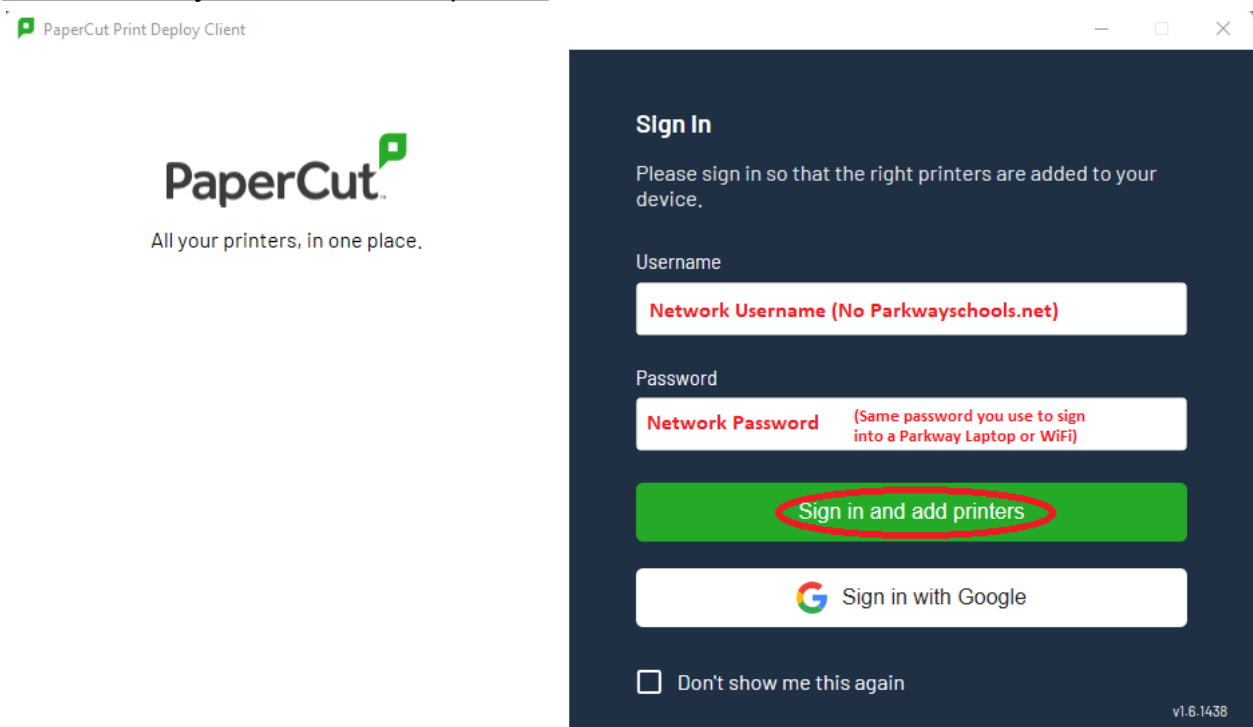 PaperCut Print Deploy Client
PaperCut
All your printers, in one place.
Sign In
Please sign in so that the right printers are added to your
device.
Username
Network Username (No Parkwayschools.net)
Password
Network Password
(Same password you use to sign
into a Parkway Laptop or WiFi)
Sign in and add printers
G Sign in with Google
Don't show me this again
v1.6.1438